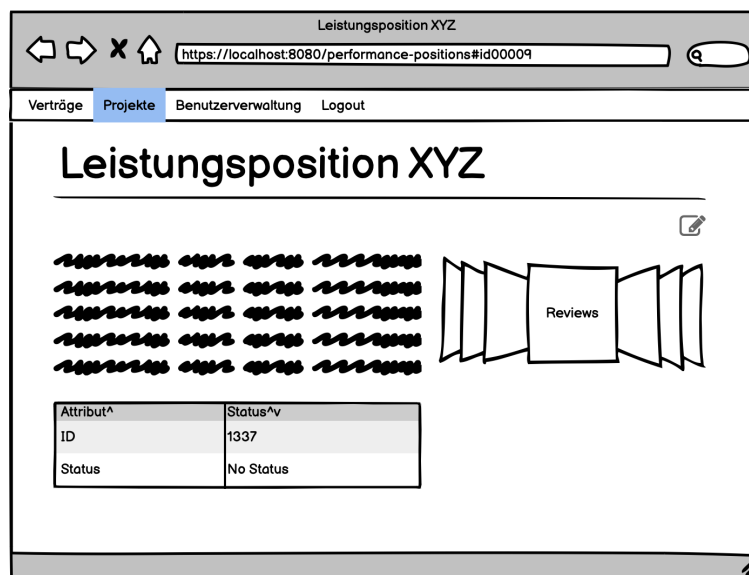 Leistungsposition XYZ
https://localhost:8080/performance-positions#id00009
Verträge Projekte Benutzerverwaltung Logout
Leistungsposition XYZ
Reviews
Attribut^ Status^v
ID 1337
Status No Status